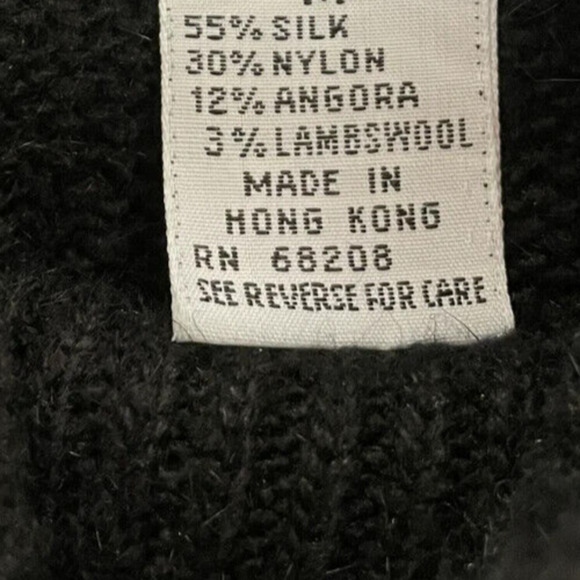 55% SILK
30% NYLON
12% ANGORA
3% LAMBSWOOL
MADE IN
HONG KONG
RN 68208
SEE REVERSE FOR CARE